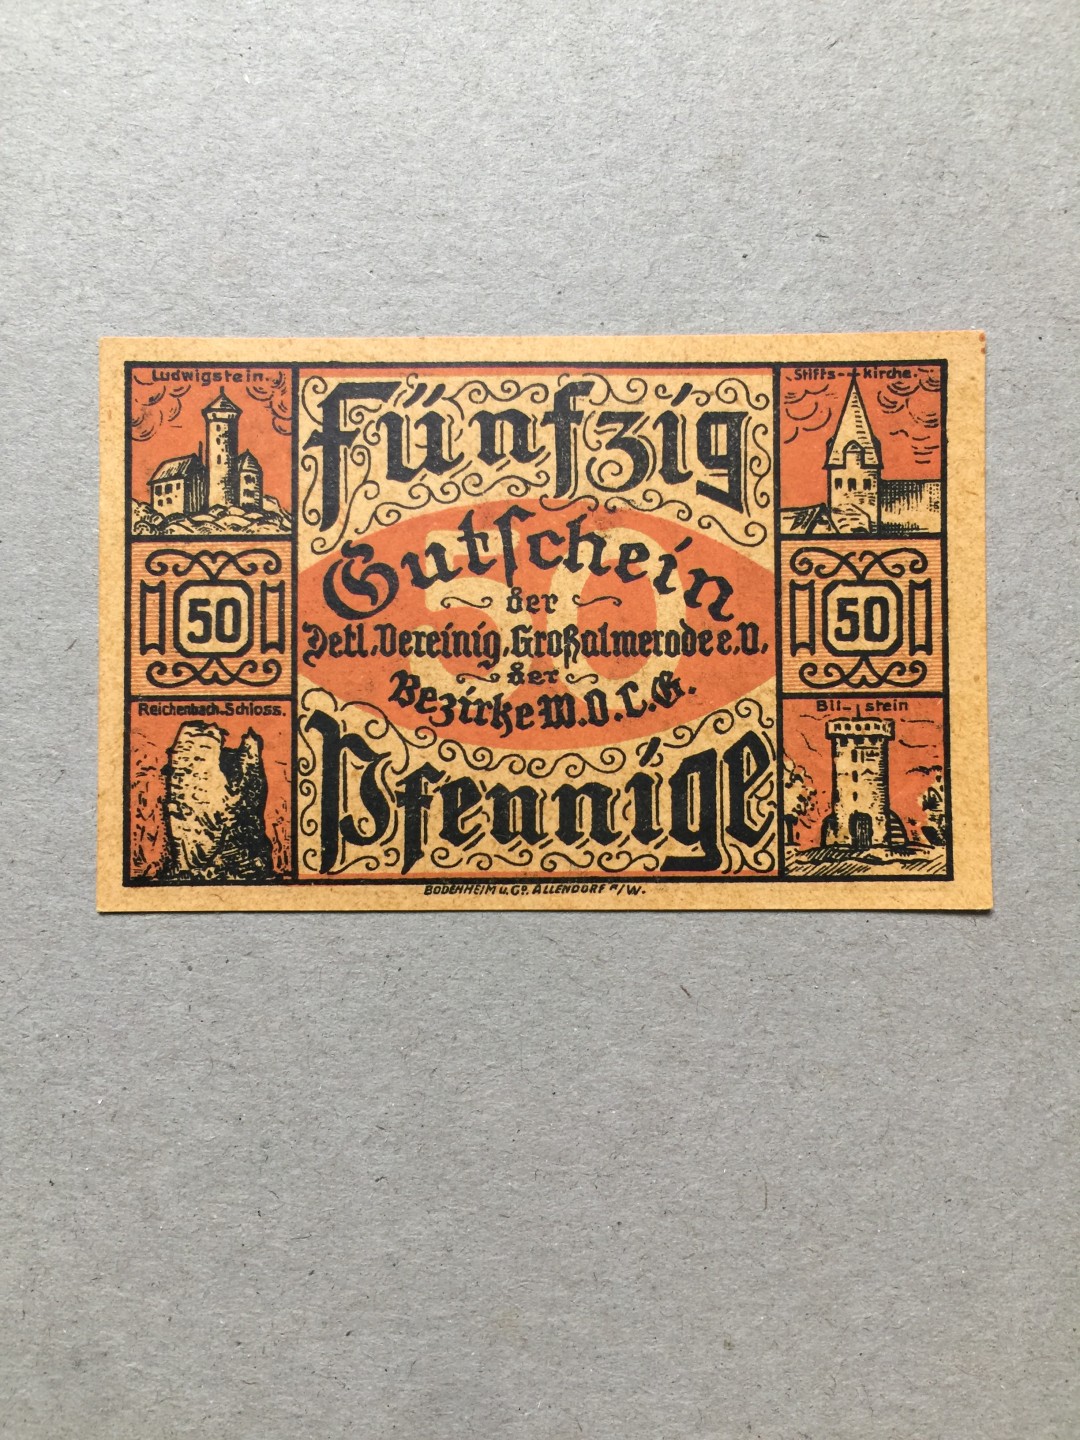 Ludwigstein.
Stifts- kirche.
Fünfzig
Gutschein
der
50
50
50
Detl. Vereinig. Großalmerode e. V.
der
Bezirke W. O. L. G.
Reichenbach. Schloss.
Bil- stein
Pfennige
BODENHEIM u. Co. ALLENDORF a/W.